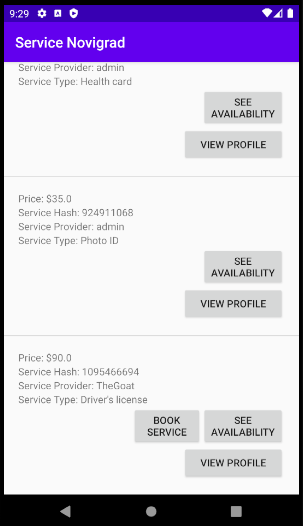 9:29
Service Novigrad
Service Provider: admin
Service Type: Health card
SEE
AVAILABILITY
VIEW PROFILE
Price: $35.0
Service Hash: 924911068
Service Provider: admin
Service Type: Photo ID
SEE
AVAILABILITY
VIEW PROFILE
Price: $90.0
Service Hash: 1095466694
Service Provider: TheGoat
Service Type: Driver's license
BOOK
SERVICE
SEE
AVAILABILITY
VIEW PROFILE